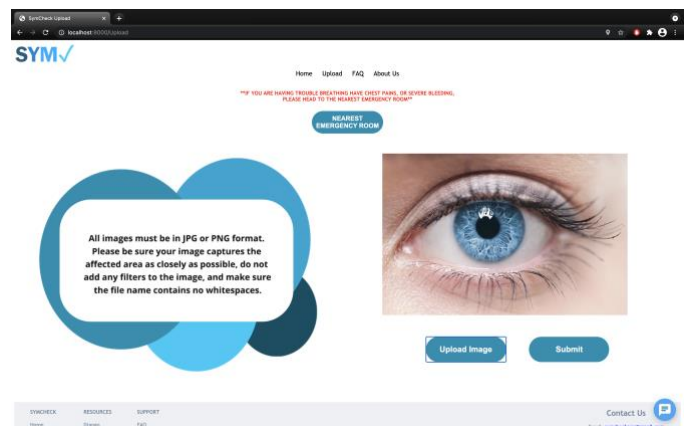 SymCheck Upload
localhost:8000/Upload
SYM✓
Home Upload FAQ About Us
**IF YOU ARE HAVING TROUBLE BREATHING HAVE CHEST PAINS, OR SEVERE BLEEDING,
PLEASE HEAD TO THE NEAREST EMERGENCY ROOM**
NEAREST
EMERGENCY ROOM
All images must be in JPG or PNG format.
Please be sure your image captures the
affected area as closely as possible, do not
add any filters to the image, and make sure
the file name contains no whitespaces.
Upload Image Submit
SYMCHECK RESOURCES SUPPORT Contact Us
Home FAQ